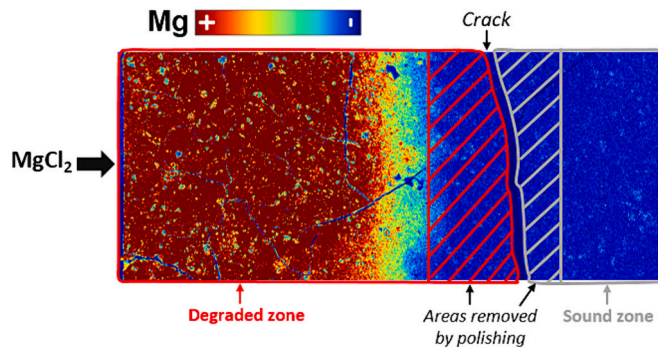 Mg + -
Crack
MgCl2
Degraded zone
Areas removed
by polishing
Sound zone